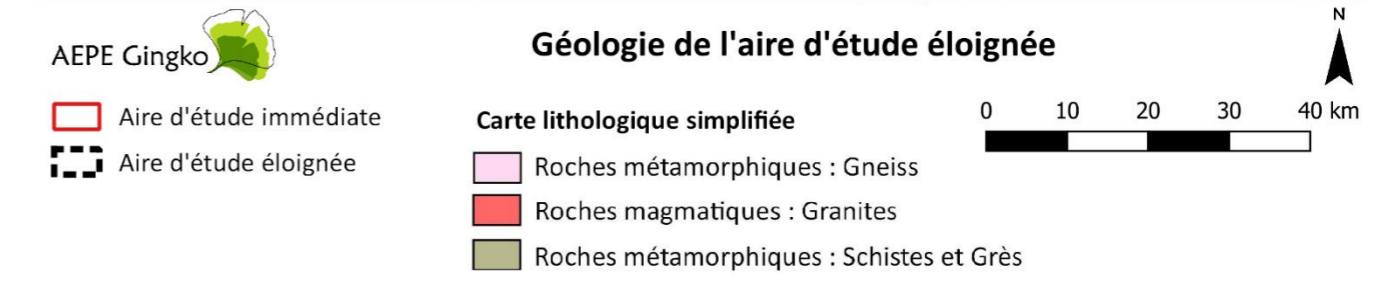 N
AEPE Gingko
Géologie de l'aire d'étude éloignée
0 10 20 30 40 km
Aire d'étude immédiate
Aire d'étude éloignée
Carte lithologique simplifiée
Roches métamorphiques : Gneiss
Roches magmatiques : Granites
Roches métamorphiques : Schistes et Grès